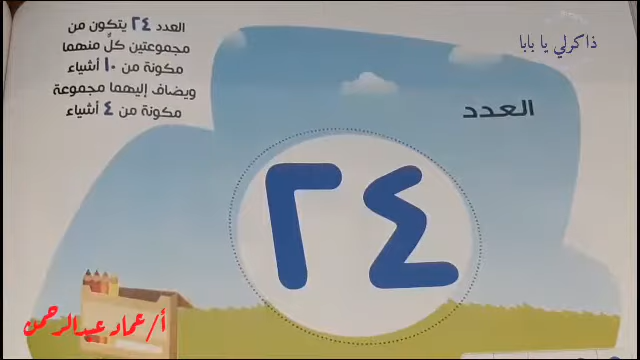 العدد ٢٤ يتكون من
مجموعتين كلٌ منهما
مكونة من ١٠ أشياء
ويضاف إليهما مجموعة
مكونة من ٤ أشياء
ذاكرلي يا بابا
العدد
٢٤
أ/عماد عبدالرحمن